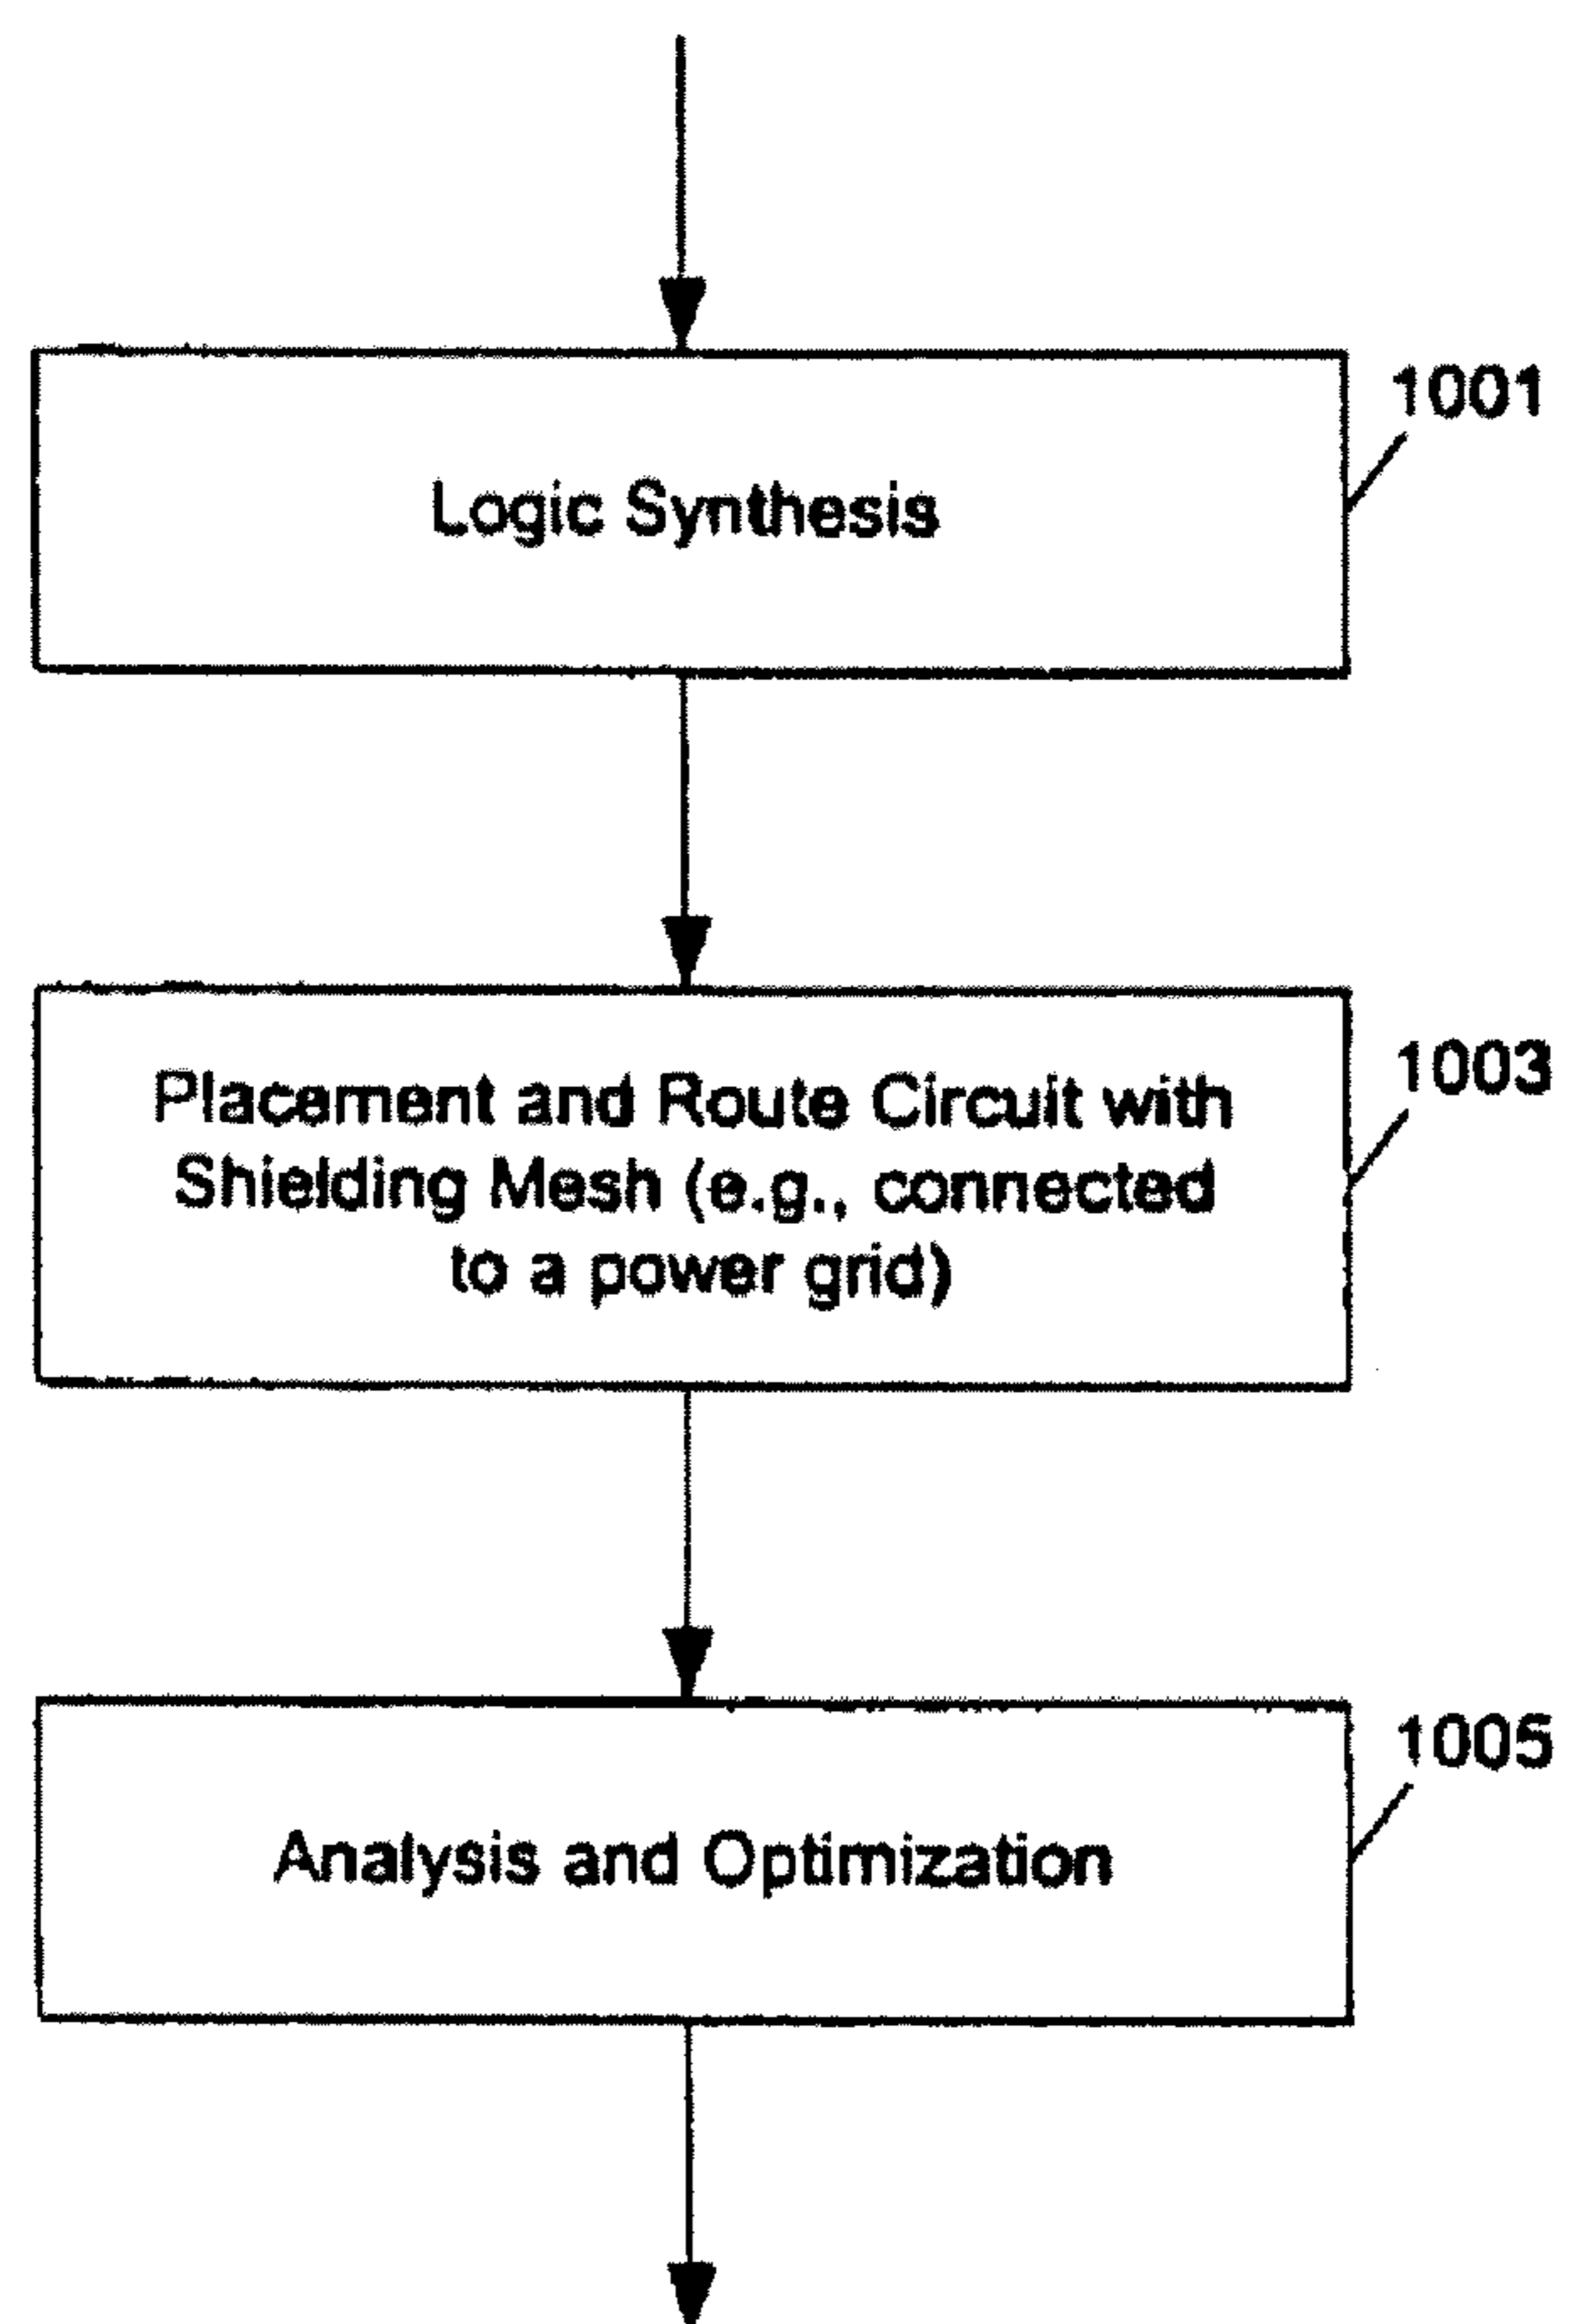 1001
Logic Synthesis
1003
Placement and Route Circuit with
Shielding Mesh (e.g., connected
to a power grid)
1005
Analysis and Optimization